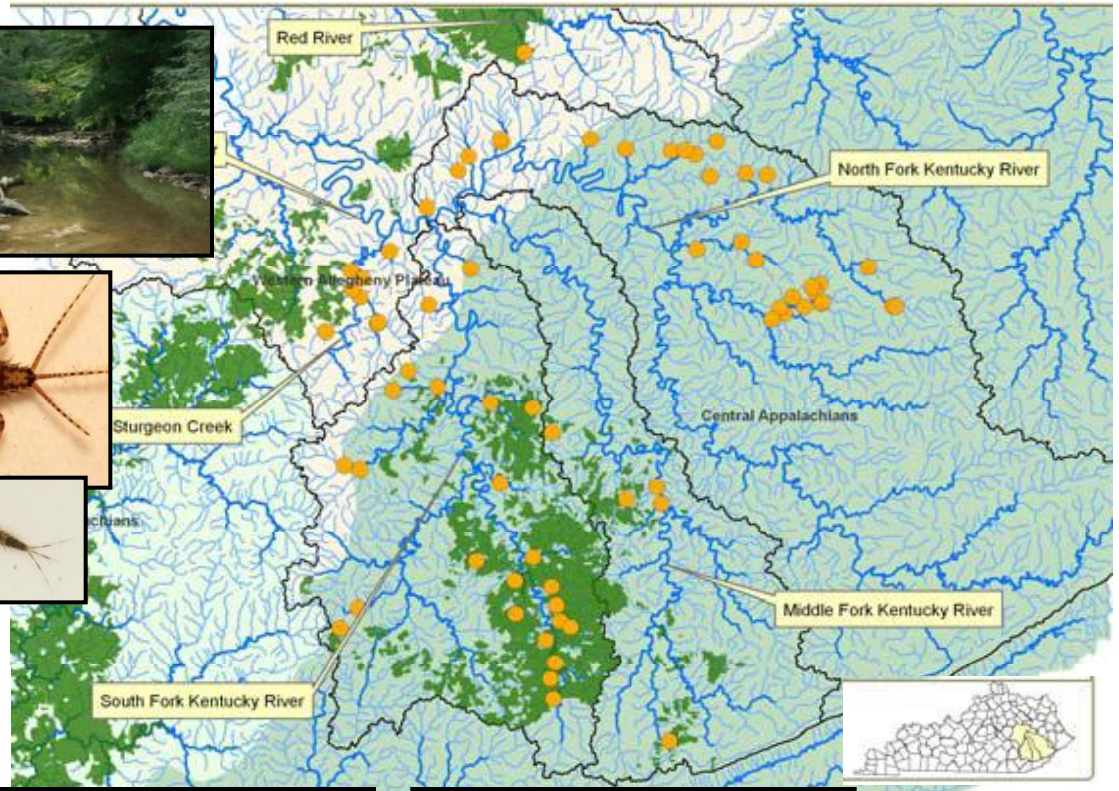 Red River
North Fork Kentucky River
Western Allegheny Plateau
Sturgeon Creek
Central Appalachians
Middle Fork Kentucky River
South Fork Kentucky River